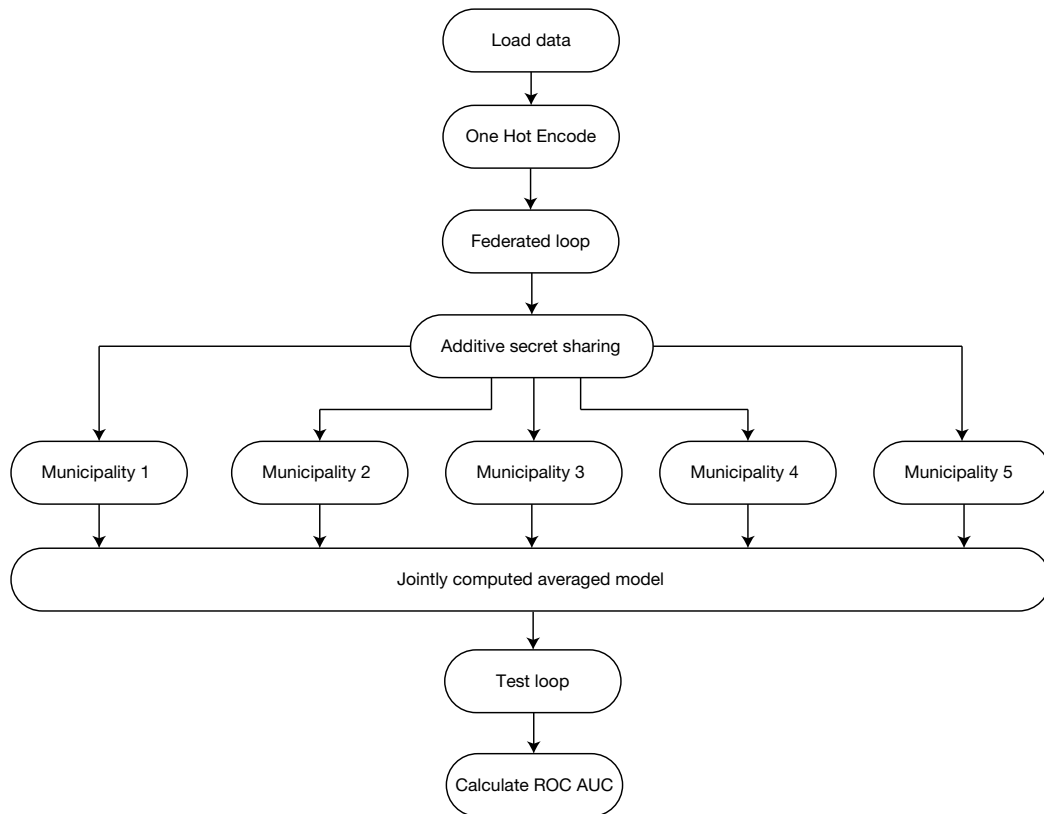 Load data
One Hot Encode
Federated loop
Additive secret sharing
Municipality 1
Municipality 2
Municipality 3
Municipality 4
Municipality 5
Jointly computed averaged model
Test loop
Calculate ROC AUC